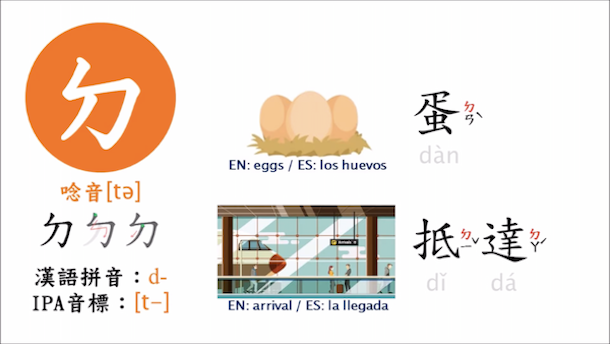 ㄉ
唸音[tə]
ㄉㄉㄉ
漢語拼音：d-
IPA音標：[t-]
EN: eggs / ES: los huevos
蛋ㄉㄢˋ
dàn
EN: arrival / ES: la llegada
抵ㄉㄧˇ達ㄉㄚˊ
dǐ dá